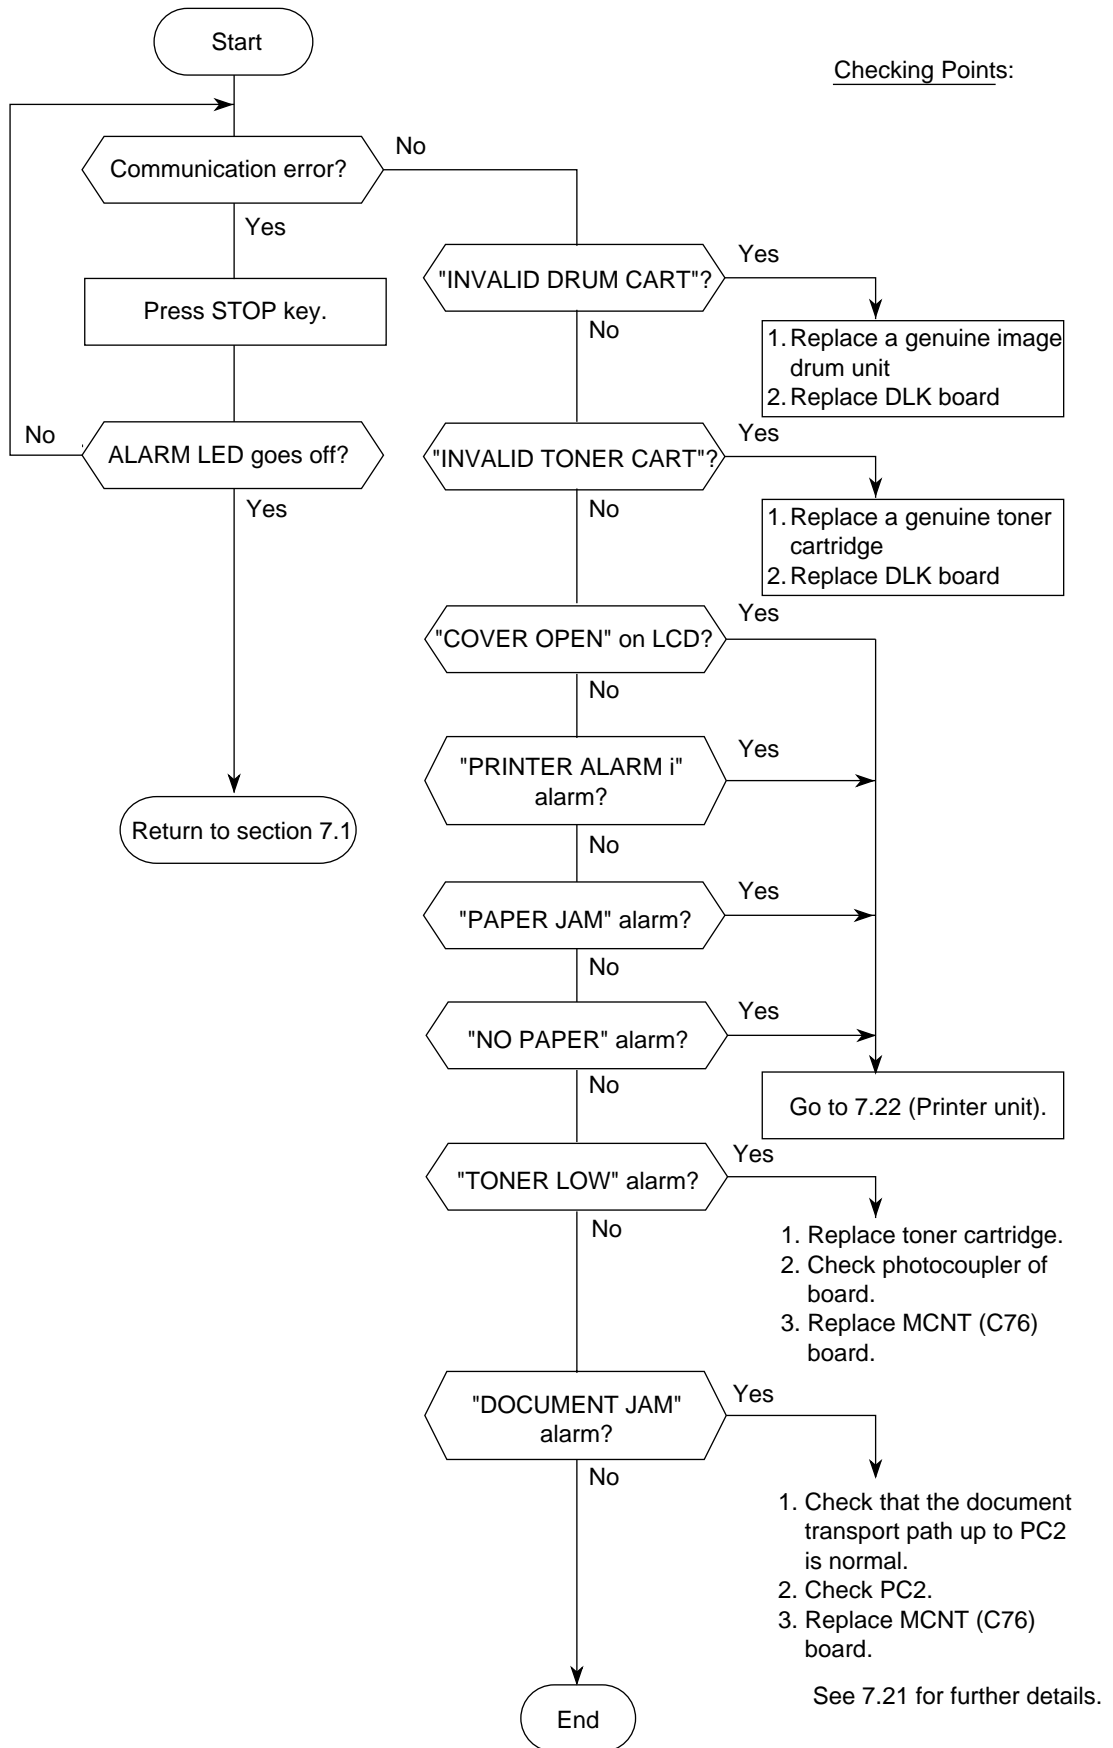 Start
Checking Points:
Communication error?
No
Yes
Press STOP key.
No
ALARM LED goes off?
Yes
Return to section 7.1
"INVALID DRUM CART"?
Yes
No
1. Replace a genuine image
drum unit
2. Replace DLK board
"INVALID TONER CART"?
Yes
No
1. Replace a genuine toner
cartridge
2. Replace DLK board
"COVER OPEN" on LCD?
Yes
No
"PRINTER ALARM i"
alarm?
Yes
No
"PAPER JAM" alarm?
Yes
No
"NO PAPER" alarm?
Yes
No
Go to 7.22 (Printer unit).
"TONER LOW" alarm?
Yes
No
1. Replace toner cartridge.
2. Check photocoupler of
board.
3. Replace MCNT (C76)
board.
"DOCUMENT JAM"
alarm?
Yes
No
1. Check that the document
transport path up to PC2
is normal.
2. Check PC2.
3. Replace MCNT (C76)
board.
See 7.21 for further details.
End